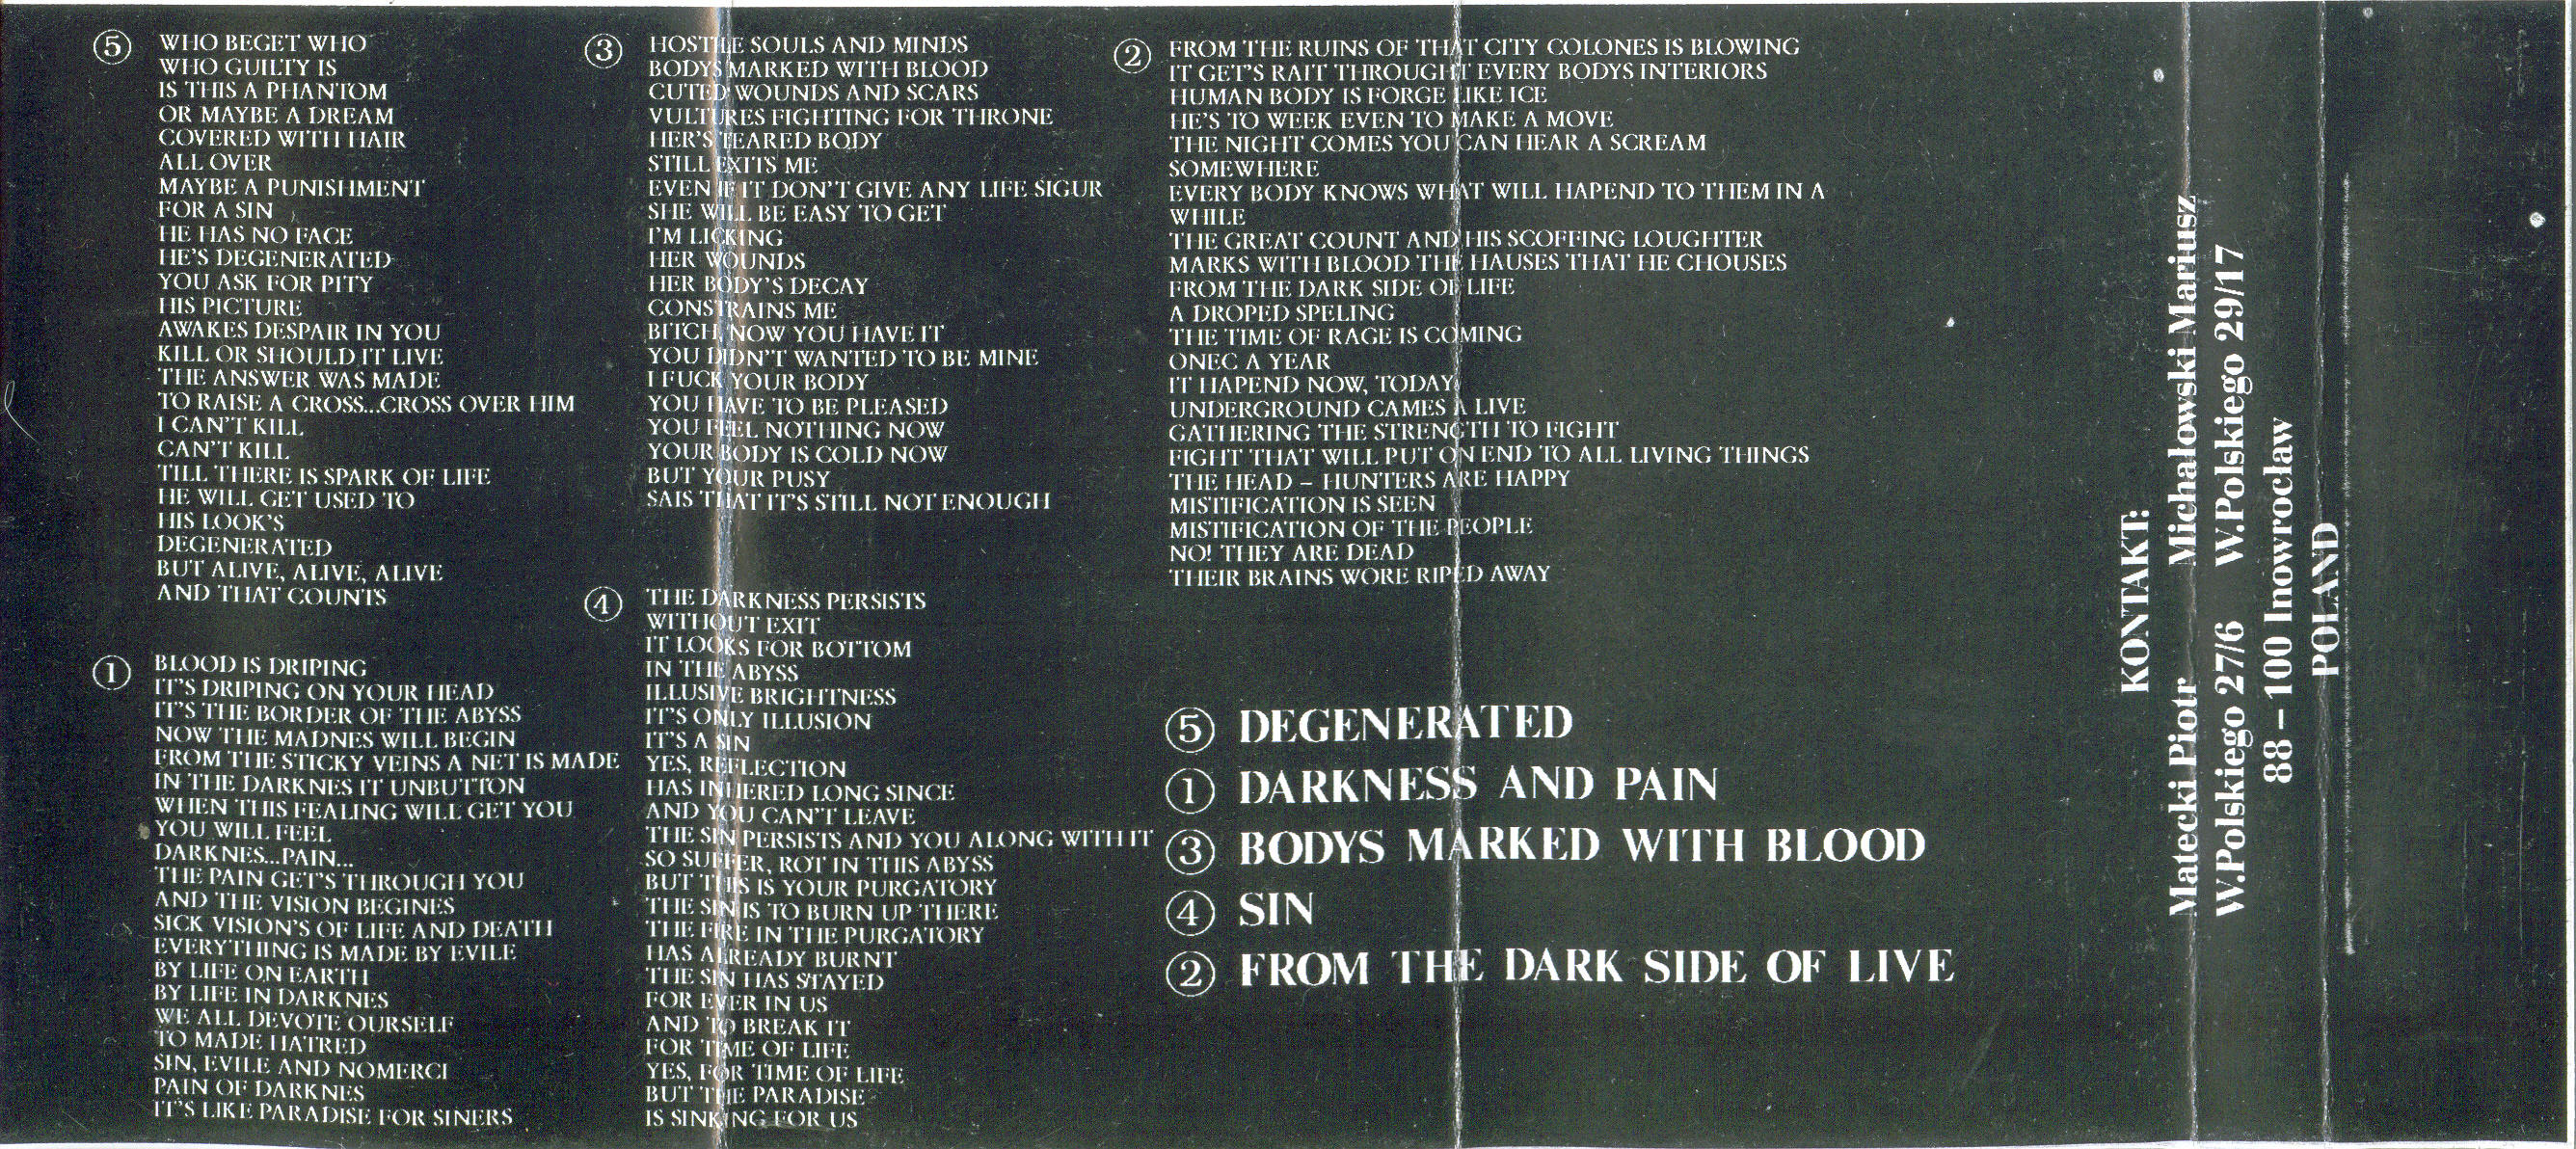 ⑤ WHO BEGET WHO
WHO GUILTY IS
IS THIS A PHANTOM
OR MAYBE A DREAM
COVERED WITH HAIR
ALL OVER
MAYBE A PUNISHMENT
FOR A SIN
HE HAS NO FACE
HE'S DEGENERATED
YOU ASK FOR PITY
HIS PICTURE
AWAKES DESPAIR IN YOU
KILL OR SHOULD IT LIVE
THE ANSWER WAS MADE
TO RAISE A CROSS...CROSS OVER HIM
I CAN'T KILL
CAN'T KILL
TILL THERE IS SPARK OF LIFE
HE WILL GET USED TO
HIS LOOK'S
DEGENERATED
BUT ALIVE, ALIVE, ALIVE
AND THAT COUNTS
① BLOOD IS DRIPING
IT'S DRIPING ON YOUR HEAD
IT'S THE BORDER OF THE ABYSS
NOW THE MADNES WILL BEGIN
FROM THE STICKY VEINS A NET IS MADE
IN THE DARKNES IT UNBUTTON
WHEN THIS FEALING WILL GET YOU
YOU WILL FEEL
DARKNES...PAIN...
THE PAIN GET'S THROUGH YOU
AND THE VISION BEGINES
SICK VISION'S OF LIFE AND DEATH
EVERYTHING IS MADE BY EVILE
BY LIFE ON EARTH
BY LIFE IN DARKNES
WE ALL DEVOTE OURSELF
TO MADE HATRED
SIN, EVILE AND NOMERCI
PAIN OF DARKNES
IT'S LIKE PARADISE FOR SINERS
③ HOSTILE SOULS AND MINDS
BODYS MARKED WITH BLOOD
CUTED WOUNDS AND SCARS
VULTURES FIGHTING FOR THRONE
HER'S TEARED BODY
STILL EXITS ME
EVEN IF IT DON'T GIVE ANY LIFE SIGUR
SHE WILL BE EASY TO GET
I'M LICKING
HER WOUNDS
HER BODY'S DECAY
CONSTRAINS ME
BITCH, NOW YOU HAVE IT
YOU DIDN'T WANTED TO BE MINE
I FUCK YOUR BODY
YOU HAVE TO BE PLEASED
YOU FEEL NOTHING NOW
YOUR BODY IS COLD NOW
BUT YOUR PUSY
SAIS THAT IT'S STILL NOT ENOUGH
④ THE DARKNESS PERSISTS
WITHOUT EXIT
IT LOOKS FOR BOTTOM
IN THE ABYSS
ILLUSIVE BRIGHTNESS
IT'S ONLY ILLUSION
IT'S A SIN
YES, REFLECTION
HAS INHERED LONG SINCE
AND YOU CAN'T LEAVE
THE SIN PERSISTS AND YOU ALONG WITH IT
SO SUFFER, ROT IN THIS ABYSS
BUT THIS IS YOUR PURGATORY
THE SIN IS TO BURN UP THERE
THE FIRE IN THE PURGATORY
HAS ALREADY BURNT
THE SIN HAS STAYED
FOR EVER IN US
AND TO BREAK IT
FOR TIME OF LIFE
YES, FOR TIME OF LIFE
BUT THE PARADISE
IS SINKING FOR US
② FROM THE RUINS OF THAT CITY COLONES IS BLOWING
IT GET'S RAIT THROUGHT EVERY BODYS INTERIORS
HUMAN BODY IS FORGE LIKE ICE
HE'S TO WEEK EVEN TO MAKE A MOVE
THE NIGHT COMES YOU CAN HEAR A SCREAM
SOMEWHERE
EVERY BODY KNOWS WHAT WILL HAPEND TO THEM IN A
WHILE
THE GREAT COUNT AND HIS SCOFFING LOUGHTER
MARKS WITH BLOOD THE HAUSES THAT HE CHOUSES
FROM THE DARK SIDE OF LIFE
A DROPED SPELING
THE TIME OF RAGE IS COMING
ONEC A YEAR
IT HAPEND NOW, TODAY
UNDERGROUND CAMES A LIVE
GATHERING THE STRENGTH TO FIGHT
FIGHT THAT WILL PUT ON END TO ALL LIVING THINGS
THE HEAD – HUNTERS ARE HAPPY
MISTIFICATION IS SEEN
MISTIFICATION OF THE PEOPLE
NO! THEY ARE DEAD
THEIR BRAINS WORE RIPED AWAY
⑤ DEGENERATED
① DARKNESS AND PAIN
③ BODYS MARKED WITH BLOOD
④ SIN
② FROM THE DARK SIDE OF LIVE
KONTAKT:
Matecki Piotr Michałowski Mariusz
W.Polskiego 27/6 W.Polskiego 29/17
88 – 100 Inowrocław
POLAND